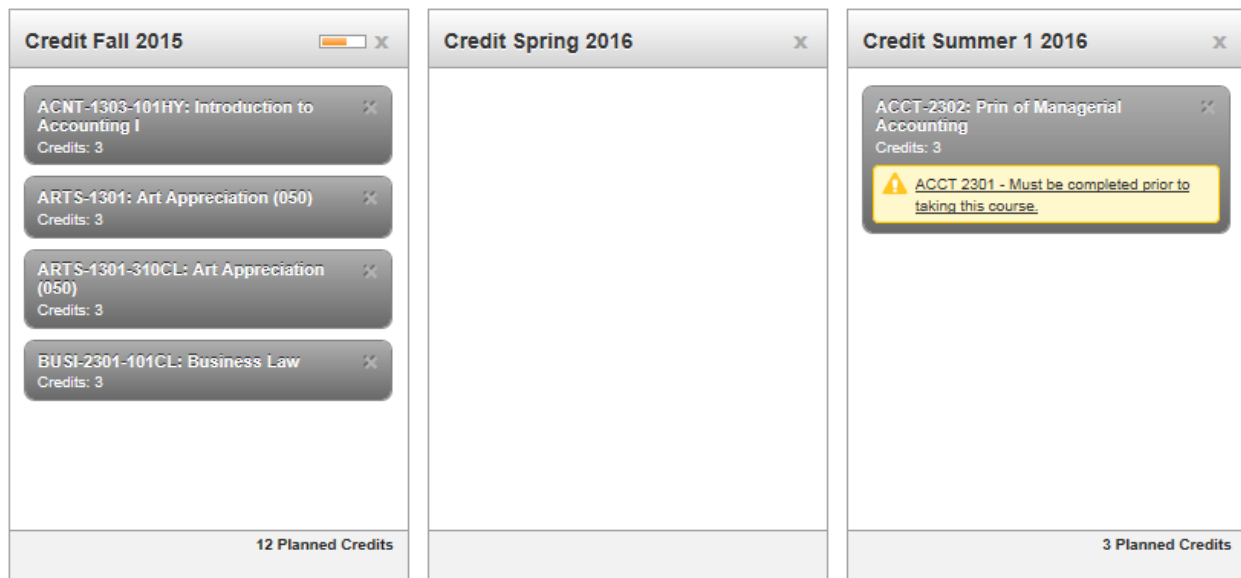 Credit Fall 2015 x
ACNT-1303-101HY: Introduction to
Accounting I
Credits: 3
ARTS-1301: Art Appreciation (050)
Credits: 3
ARTS-1301-310CL: Art Appreciation
(050)
Credits: 3
BUSI-2301-101CL: Business Law
Credits: 3
12 Planned Credits
Credit Spring 2016 x
Credit Summer 1 2016 x
ACCT-2302: Prin of Managerial
Accounting
Credits: 3
ACCT 2301 - Must be completed prior to
taking this course.
3 Planned Credits